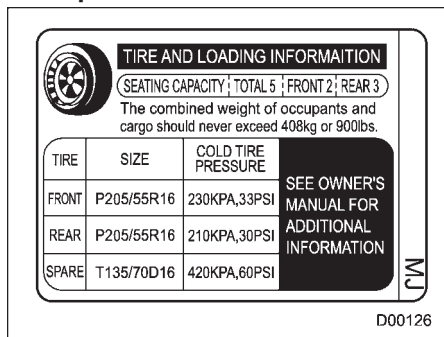 TIRE AND LOADING INFORMAITION
SEATING CAPACITY TOTAL 5 FRONT 2 REAR 3
The combined weight of occupants and
cargo should never exceed 408kg or 900lbs.
TIRE SIZE COLD TIRE PRESSURE
FRONT P205/55R16 230KPA,33PSI
REAR P205/55R16 210KPA,30PSI
SPARE T135/70D16 420KPA,60PSI
SEE OWNER'S
MANUAL FOR
ADDITIONAL
INFORMATION
MJ
D00126